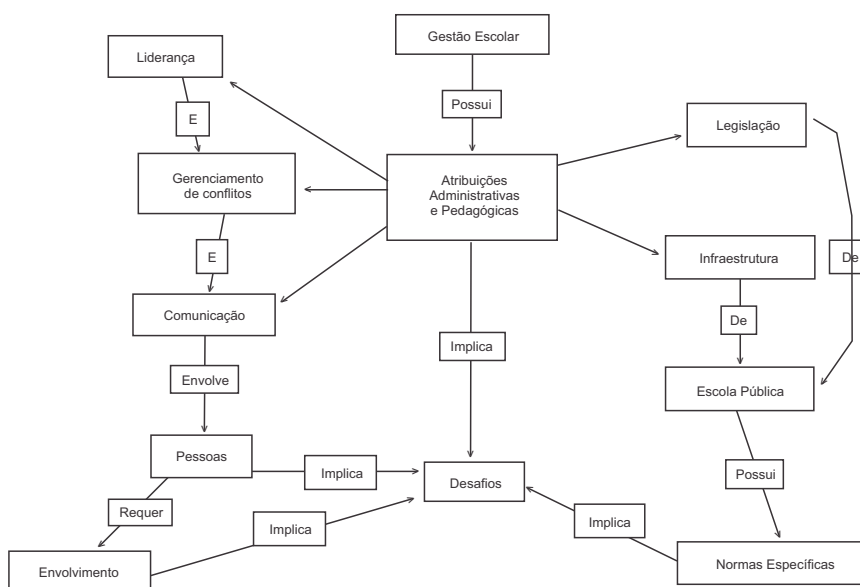 Gestão Escolar
Liderança
Possui
E
Legislação
Atribuições
Administrativas
e Pedagógicas
Gerenciamento
de conflitos
E
Infraestrutura
De
Comunicação
De
Implica
Envolve
Escola Pública
Pessoas
Implica
Desafios
Possui
Requer
Implica
Implica
Envolvimento
Normas Específicas